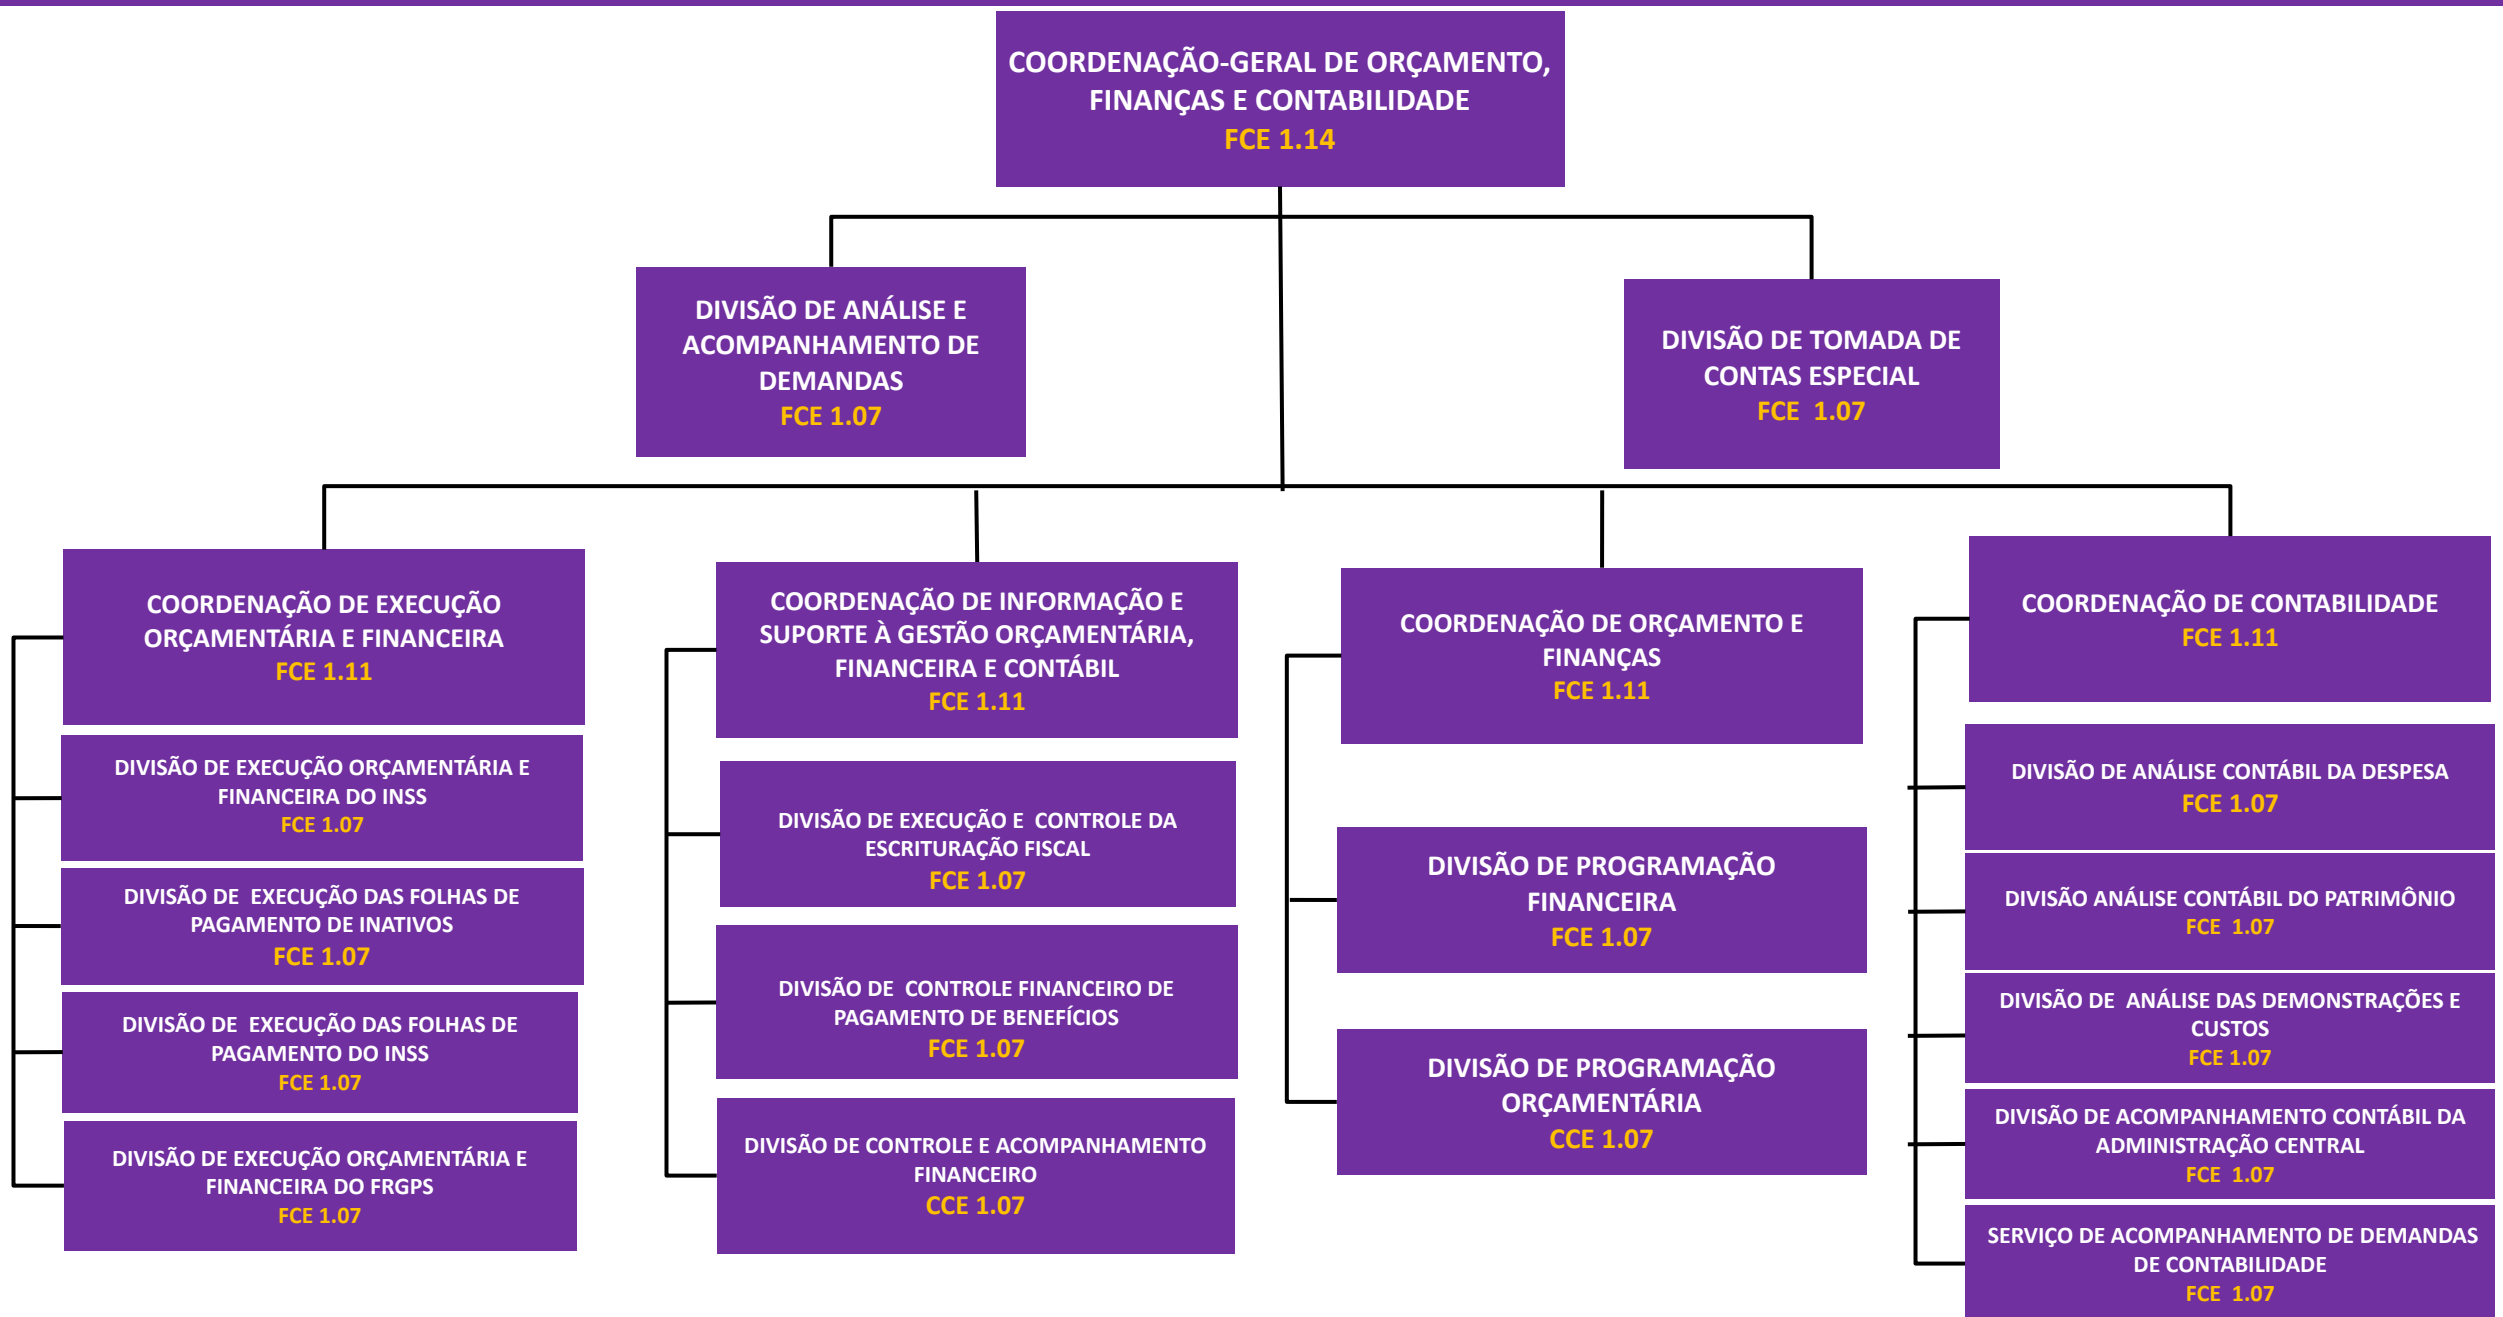 COORDENAÇÃO-GERAL DE ORÇAMENTO,
FINANÇAS E CONTABILIDADE
FCE 1.14
DIVISÃO DE ANÁLISE E
ACOMPANHAMENTO DE
DEMANDAS
FCE 1.07
DIVISÃO DE TOMADA DE
CONTAS ESPECIAL
FCE 1.07
COORDENAÇÃO DE EXECUÇÃO
ORÇAMENTÁRIA E FINANCEIRA
FCE 1.11
DIVISÃO DE EXECUÇÃO ORÇAMENTÁRIA E
FINANCEIRA DO INSS
FCE 1.07
DIVISÃO DE EXECUÇÃO DAS FOLHAS DE
PAGAMENTO DE INATIVOS
FCE 1.07
DIVISÃO DE EXECUÇÃO DAS FOLHAS DE
PAGAMENTO DO INSS
FCE 1.07
DIVISÃO DE EXECUÇÃO ORÇAMENTÁRIA E
FINANCEIRA DO FRGPS
FCE 1.07
COORDENAÇÃO DE INFORMAÇÃO E
SUPORTE À GESTÃO ORÇAMENTÁRIA,
FINANCEIRA E CONTÁBIL
FCE 1.11
DIVISÃO DE EXECUÇÃO E CONTROLE DA
ESCRITURAÇÃO FISCAL
FCE 1.07
DIVISÃO DE CONTROLE FINANCEIRO DE
PAGAMENTO DE BENEFÍCIOS
FCE 1.07
DIVISÃO DE CONTROLE E ACOMPANHAMENTO
FINANCEIRO
CCE 1.07
COORDENAÇÃO DE ORÇAMENTO E
FINANÇAS
FCE 1.11
DIVISÃO DE PROGRAMAÇÃO
FINANCEIRA
FCE 1.07
DIVISÃO DE PROGRAMAÇÃO
ORÇAMENTÁRIA
CCE 1.07
COORDENAÇÃO DE CONTABILIDADE
FCE 1.11
DIVISÃO DE ANÁLISE CONTÁBIL DA DESPESA
FCE 1.07
DIVISÃO ANÁLISE CONTÁBIL DO PATRIMÔNIO
FCE 1.07
DIVISÃO DE ANÁLISE DAS DEMONSTRAÇÕES E
CUSTOS
FCE 1.07
DIVISÃO DE ACOMPANHAMENTO CONTÁBIL DA
ADMINISTRAÇÃO CENTRAL
FCE 1.07
SERVIÇO DE ACOMPANHAMENTO DE DEMANDAS
DE CONTABILIDADE
FCE 1.07